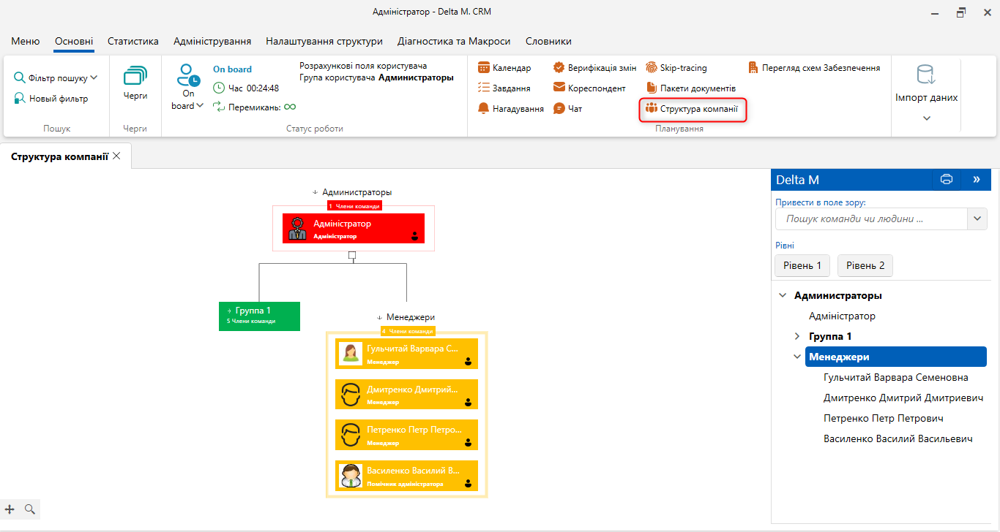 Адміністратор - Delta M. CRM
Меню Основні Статистика Адміністрування Налаштування структури Діагностика та Макроси Словники
Фільтр пошуку
Новый фильтр
Пошук
Черги
Черги
On board
On board
Час 00:24:48
Перемикань: ∞
Розрахункові поля користувача
Група користувача Администраторы
Статус роботи
Календар
Завдання
Нагадування
Верифікація змін
Кореспондент
Чат
Skip-tracing
Пакети документів
Структура компанії
Перегляд схем Забезпечення
Планування
Імпорт даних
Структура компанії
Администраторы
1 Члени команди
Адміністратор
Адміністратор
Группа 1
5 Члени команди
Менеджери
4 Члени команди
Гульчитай Варвара С...
Менеджер
Дмитренко Дмитрий...
Менеджер
Петренко Петр Петро...
Менеджер
Василенко Василий В...
Помічник адміністратора
Delta M
Привести в поле зору:
Пошук команди чи людини ...
Рівні
Рівень 1 Рівень 2
Администраторы
Адміністратор
Группа 1
Менеджери
Гульчитай Варвара Семеновна
Дмитренко Дмитрий Дмитриевич
Петренко Петр Петрович
Василенко Василий Васильевич